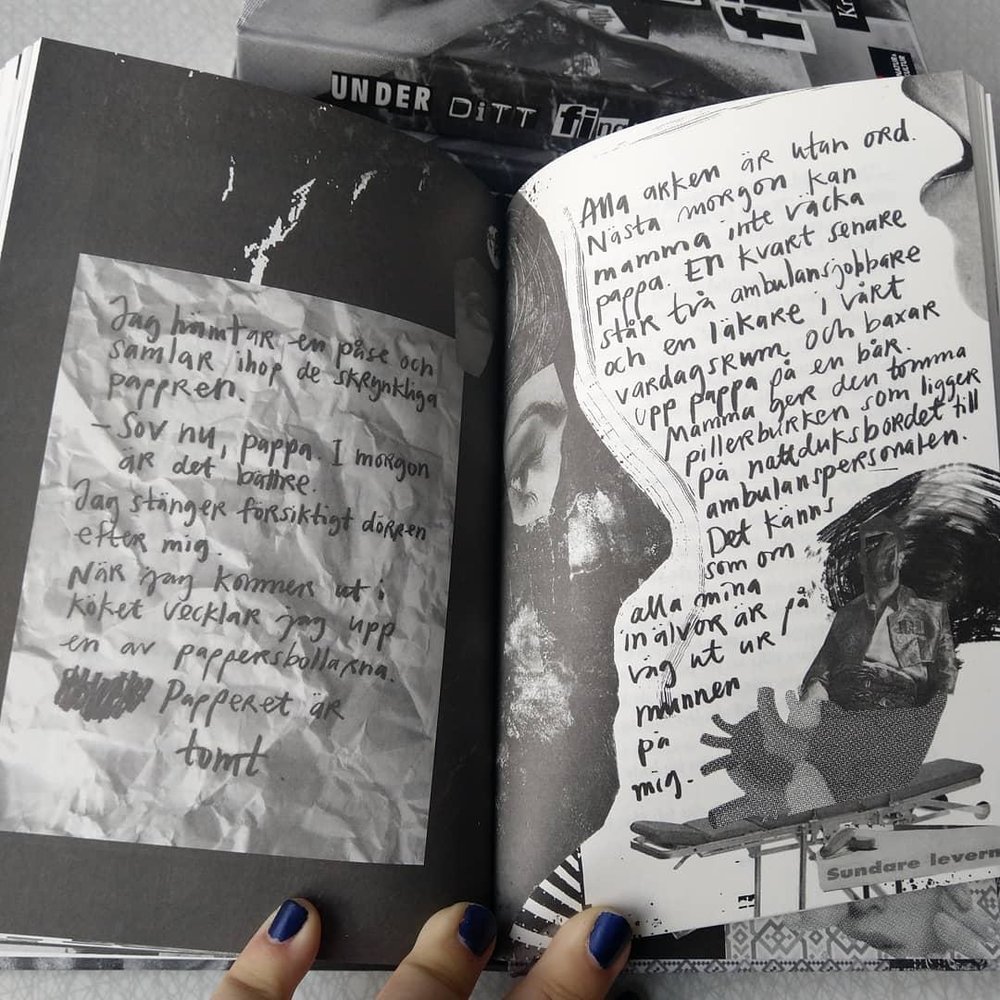 UNDER DiTT
Jag hämtar en påse och
samlar ihop de skrynkliga
pappren.
– Sov nu, pappa. I morgon
är det bättre.
Jag stänger försiktigt dörren
efter mig.
När jag kommer ut i
köket vecklar jag upp
en av pappersbollarna.
Papperet är
tomt
Alla arken är utan ord.
Nästa morgon kan
mamma inte väcka
pappa. En kvart senare
står två ambulansjobbare
och en läkare i vårt
vardagsrum och baxar
upp pappa på en bår.
Mamma ger den tomma
pillerburken som ligger
på nattduksbordet till
ambulanspersonalen.
Det känns
som om
alla mina
inälvor är på
väg ut ur
munnen
på
mig.
Sundare levern